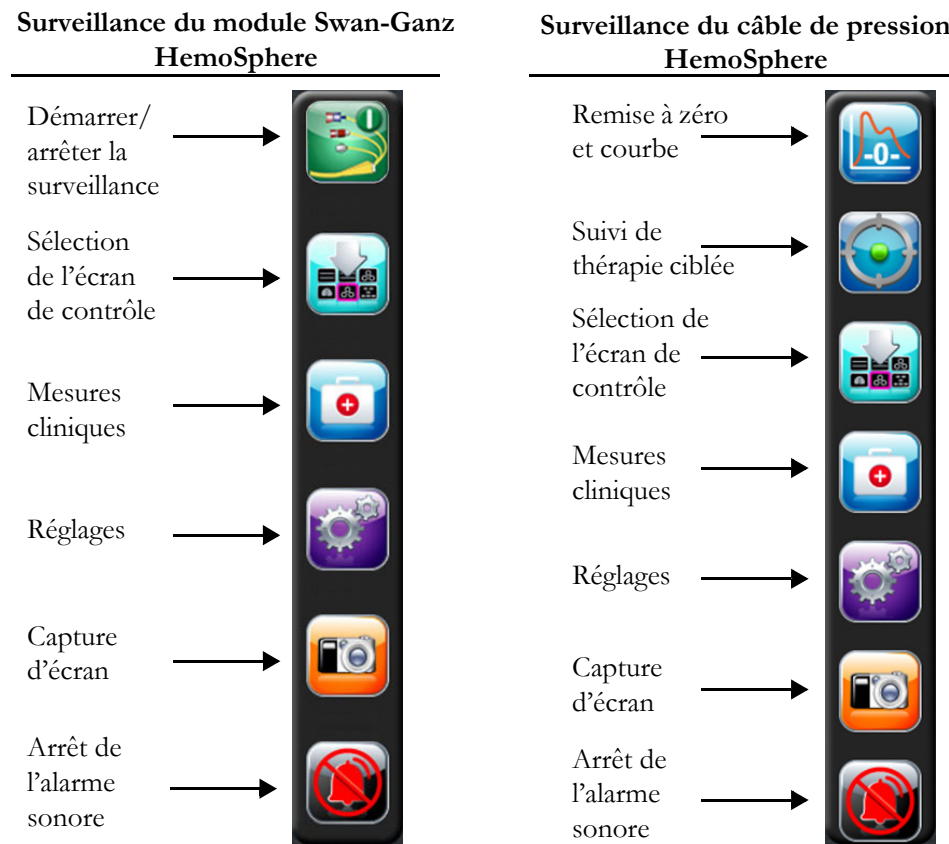 Surveillance du module Swan-Ganz
HemoSphere
Démarrer/
arrêter la
surveillance
Sélection
de l’écran
de contrôle
Mesures
cliniques
Réglages
Capture
d’écran
Arrêt de
l’alarme
sonore
Surveillance du câble de pression
HemoSphere
Remise à zéro
et courbe
-0-
Suivi de
thérapie ciblée
Sélection de
l’écran de
contrôle
Mesures
cliniques
Réglages
Capture
d’écran
Arrêt de
l’alarme
sonore